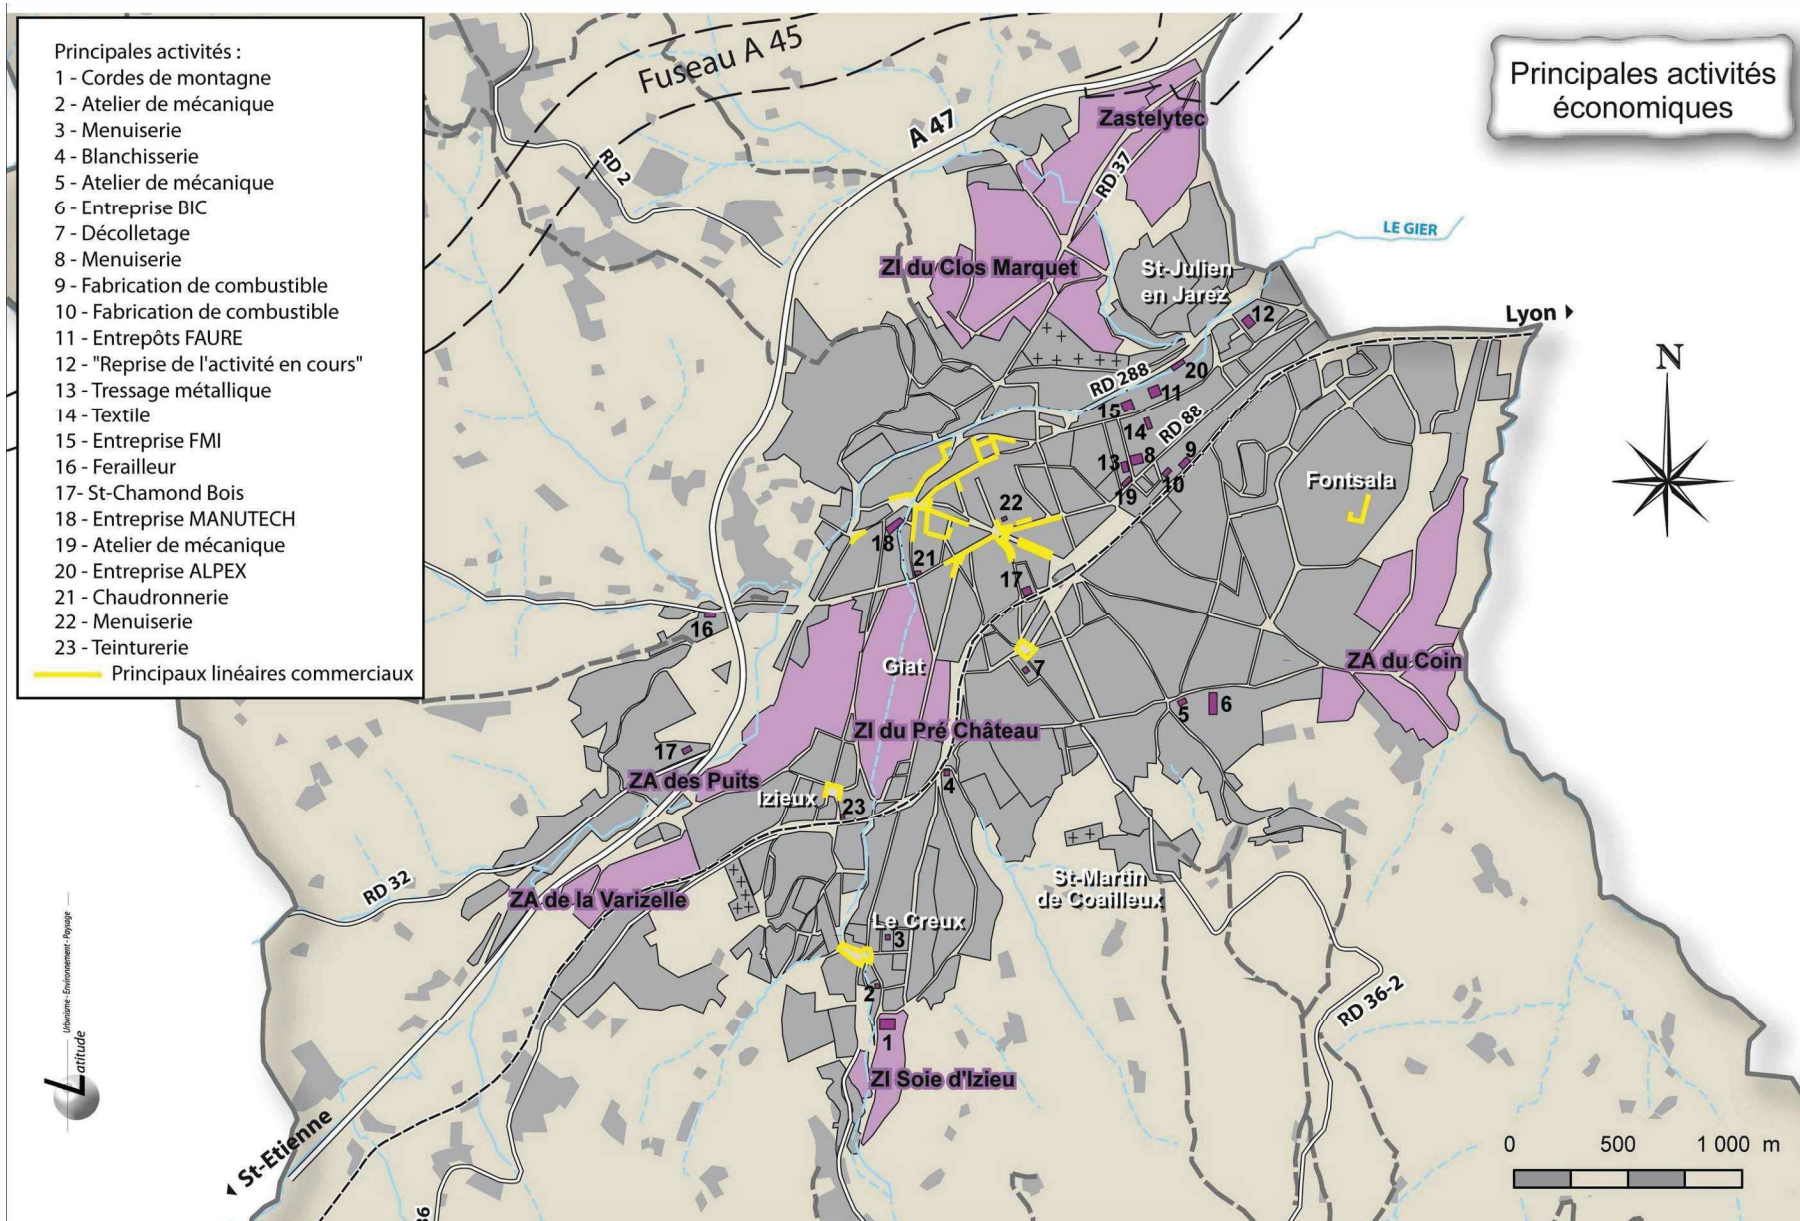 Principales activités :
1 - Cordes de montagne
2 - Atelier de mécanique
3 - Menuiserie
4 - Blanchisserie
5 - Atelier de mécanique
6 - Entreprise BIC
7 - Décolletage
8 - Menuiserie
9 - Fabrication de combustible
10 - Fabrication de combustible
11 - Entrepôts FAURE
12 - "Reprise de l'activité en cours"
13 - Tressage métallique
14 - Textile
15 - Entreprise FMI
16 - Ferailleur
17- St-Chamond Bois
18 - Entreprise MANUTECH
19 - Atelier de mécanique
20 - Entreprise ALPEX
21 - Chaudronnerie
22 - Menuiserie
23 - Teinturerie
Principaux linéaires commerciaux
Principales activités
économiques
Fuseau A 45
A 47
RD 2
Zastelytec
RD 37
LE GIER
ZI du Clos Marquet
St-Julien
en Jarez
12
Lyon
N
RD 288
20
11
15
14
RD 88
13
8
9
10
19
Fontsala
22
18
21
17
16
Giat
7
ZA du Coin
5
6
ZI du Pré Château
17
ZA des Puits
Izieux
23
4
RD 32
ZA de la Varizelle
St-Martin
de Coailleux
Le Creux
3
2
1
RD 36-2
ZI Soie d'Izieu
St-Etienne
36
0 500 1 000 m
Latitude
Urbanisme - Environnement - Paysage